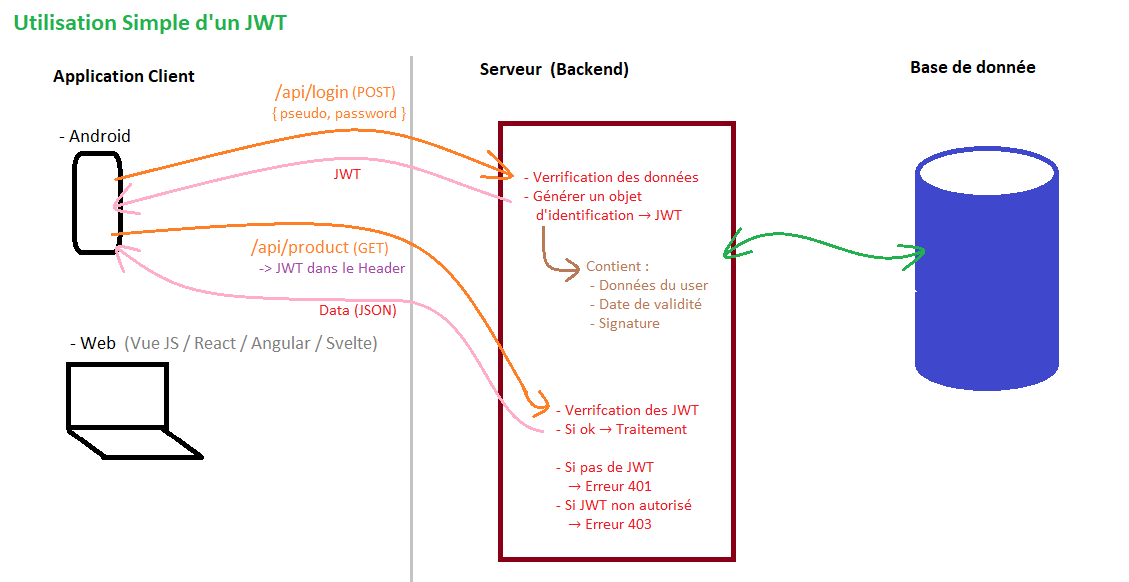 Utilisation Simple d'un JWT
Application Client
Serveur (Backend)
Base de donnée
/api/login (POST)
{ pseudo, password }
- Android
JWT
- Verrification des données
- Générer un objet
d'identification → JWT
/api/product (GET)
-> JWT dans le Header
Contient :
- Données du user
- Date de validité
- Signature
Data (JSON)
- Web (Vue JS / React / Angular / Svelte)
- Verrifcation des JWT
- Si ok → Traitement
- Si pas de JWT
→ Erreur 401
- Si JWT non autorisé
→ Erreur 403